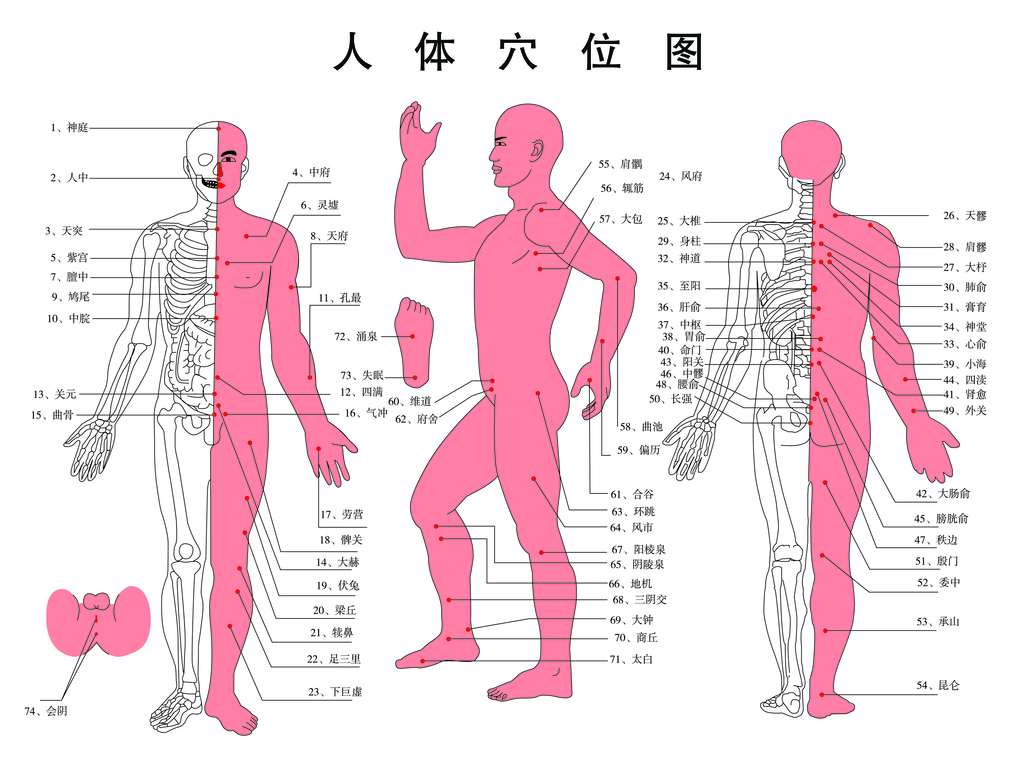 人体穴位图
1、神庭
2、人中
3、天突
4、中府
5、紫宫
6、灵墟
7、膻中
8、天府
9、鸠尾
10、中脘
11、孔最
12、四满
13、关元
14、大赫
15、曲骨
16、气冲
17、劳营
18、髀关
19、伏兔
20、梁丘
21、犊鼻
22、足三里
23、下巨虚
24、风府
25、大椎
26、天髎
27、大杼
28、肩髎
29、身柱
30、肺俞
31、膏育
32、神道
33、心俞
34、神堂
35、至阳
36、肝俞
37、中枢
38、胃俞
39、小海
40、命门
41、肾愈
42、大肠俞
43、阳关
44、四渎
45、膀胱俞
46、中髎
47、秩边
48、腰俞
49、外关
50、长强
51、殷门
52、委中
53、承山
54、昆仑
55、肩髃
56、辄筋
57、大包
58、曲池
59、偏历
60、维道
61、合谷
62、府舍
63、环跳
64、风市
65、阴陵泉
66、地机
67、阳棱泉
68、三阴交
69、大钟
70、商丘
71、太白
72、涌泉
73、失眠
74、会阴